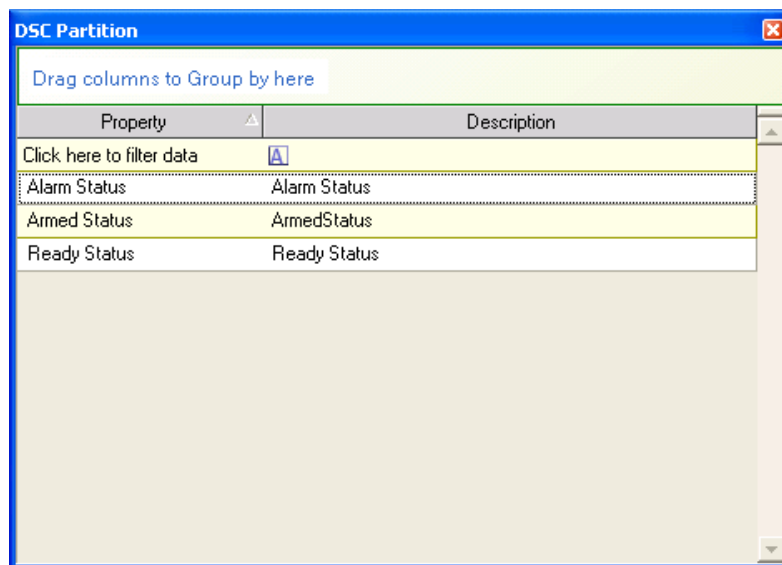 DSC Partition
Drag columns to Group by here
Property Description
Click here to filter data A
Alarm Status Alarm Status
Armed Status ArmedStatus
Ready Status Ready Status